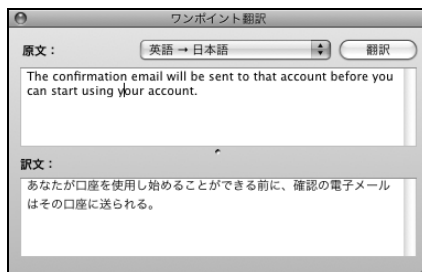 ワンポイント翻訳
原文：
英語 → 日本語
翻訳
The confirmation email will be sent to that account before you
can start using your account.
訳文：
あなたが口座を使用し始めることができる前に、確認の電子メール
はその口座に送られる。